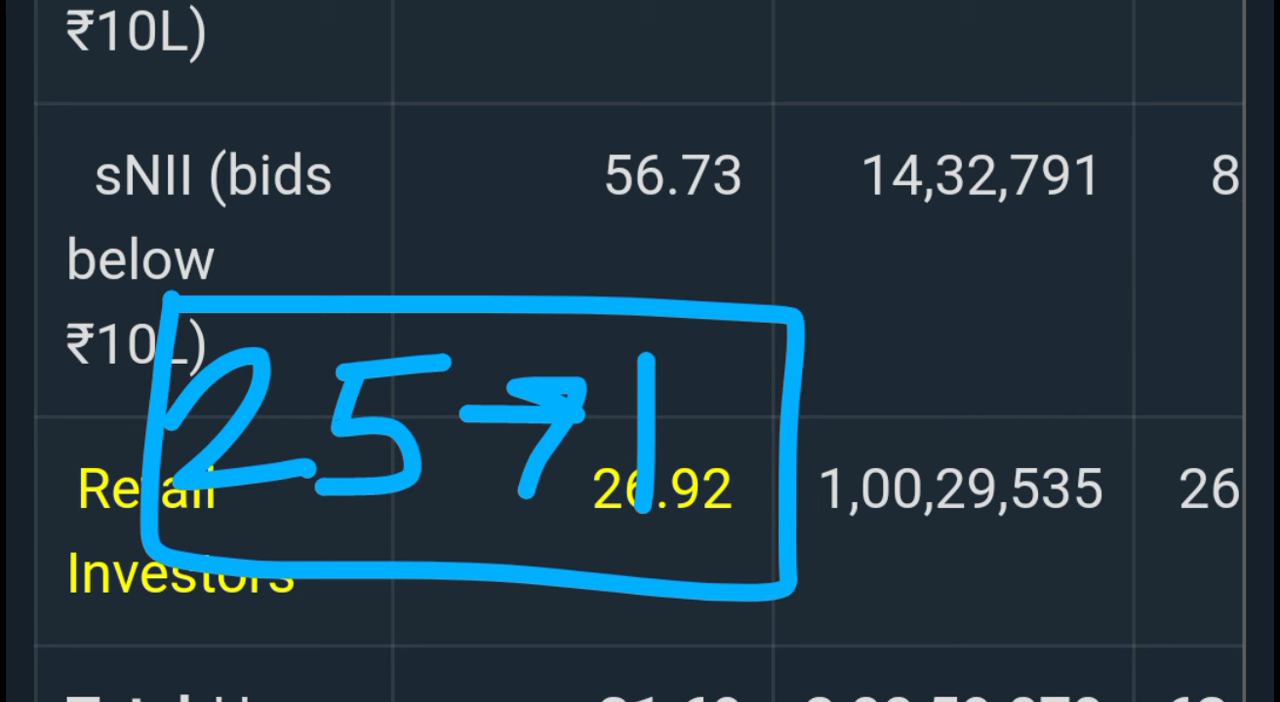 ₹10L)
sNII (bids 56.73 14,32,791 8
below
₹10L)
2571
Retail 26.92 1,00,29,535 26
Investors